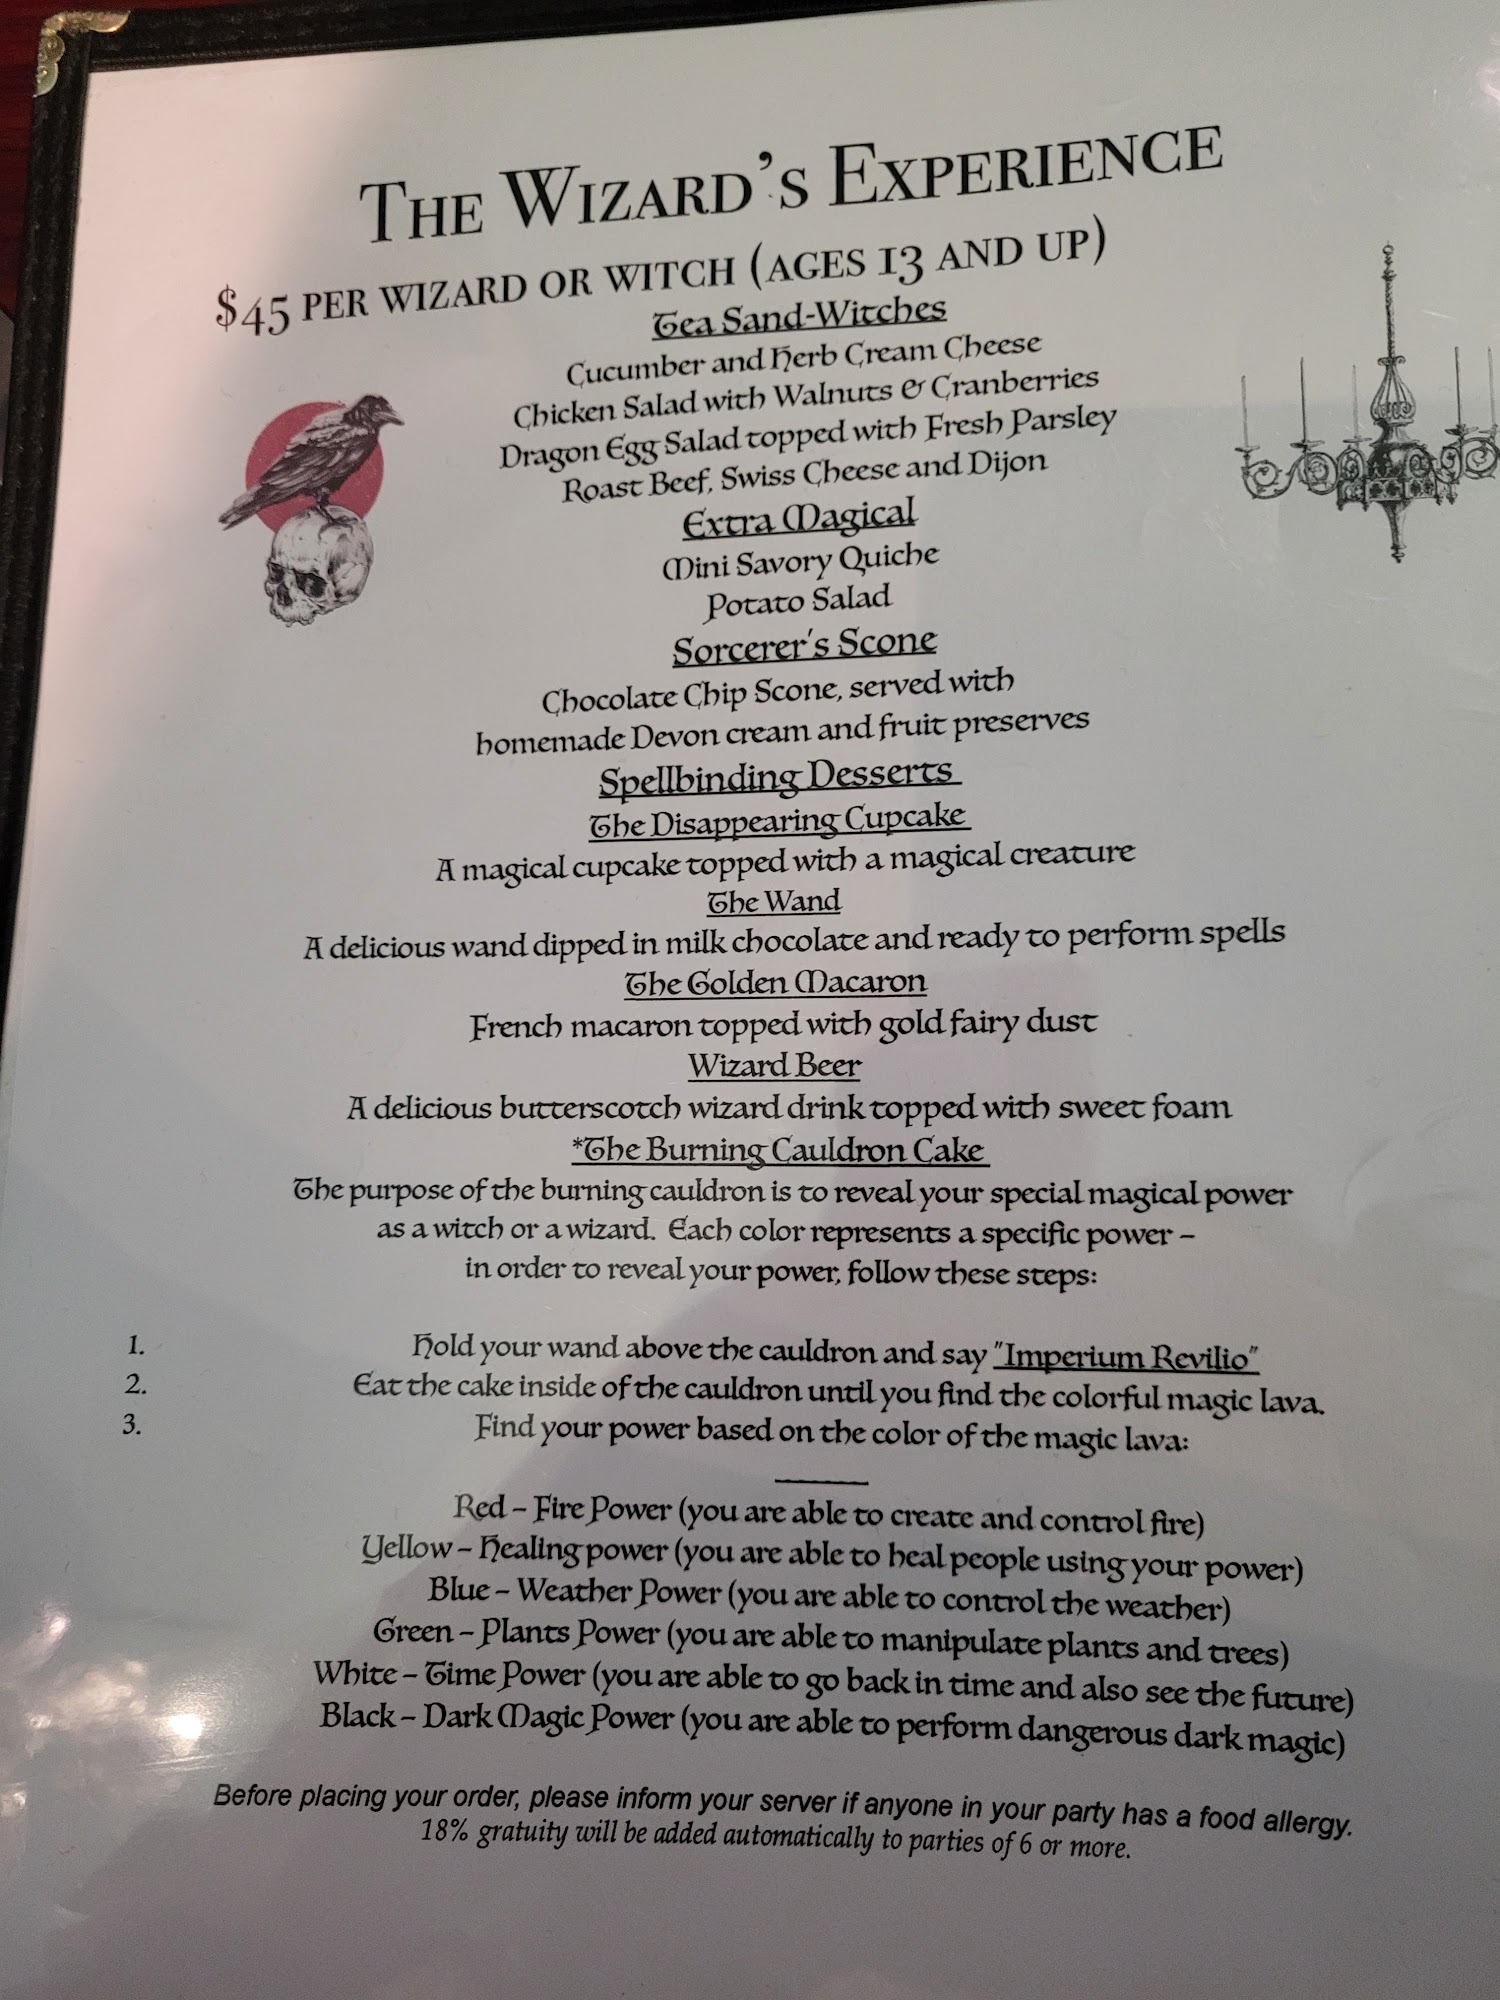 The Wizard's Experience
$45 per wizard or witch (ages 13 and up)
Tea Sand-Witches
Cucumber and Herb Cream Cheese
Chicken Salad with Walnuts & Cranberries
Dragon Egg Salad topped with Fresh Parsley
Roast Beef, Swiss Cheese and Dijon
Extra Magical
Mini Savory Quiche
Potato Salad
Sorcerer's Scone
Chocolate Chip Scone, served with
homemade Devon cream and fruit preserves
Spellbinding Desserts
The Disappearing Cupcake
A magical cupcake topped with a magical creature
The Wand
A delicious wand dipped in milk chocolate and ready to perform spells
The Golden Macaron
French macaron topped with gold fairy dust
Wizard Beer
A delicious butterscotch wizard drink topped with sweet foam
*The Burning Cauldron Cake
The purpose of the burning cauldron is to reveal your special magical power
as a witch or a wizard. Each color represents a specific power –
in order to reveal your power, follow these steps:
1. Hold your wand above the cauldron and say "Imperium Revilio"
2. Eat the cake inside of the cauldron until you find the colorful magic lava.
3. Find your power based on the color of the magic lava:
Red – Fire Power (you are able to create and control fire)
Yellow – Healing power (you are able to heal people using your power)
Blue – Weather Power (you are able to control the weather)
Green – Plants Power (you are able to manipulate plants and trees)
White – Time Power (you are able to go back in time and also see the future)
Black – Dark Magic Power (you are able to perform dangerous dark magic)
Before placing your order, please inform your server if anyone in your party has a food allergy.
18% gratuity will be added automatically to parties of 6 or more.